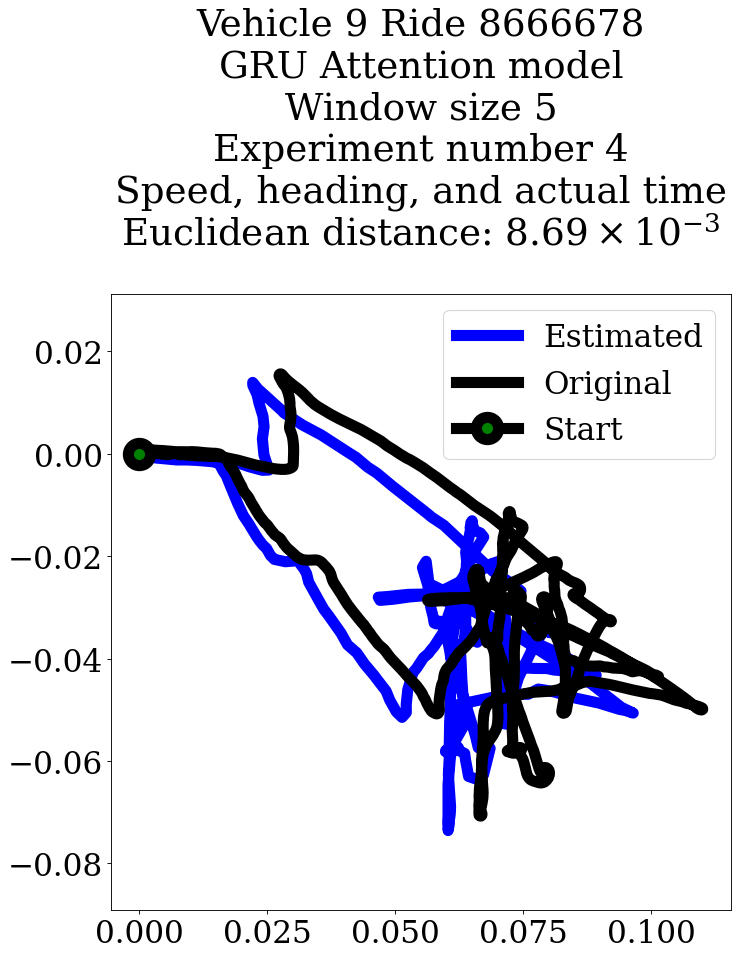 Vehicle 9 Ride 8666678
GRU Attention model
Window size 5
Experiment number 4
Speed, heading, and actual time
Euclidean distance: 8.69 × 10⁻³
Estimated
Original
Start
0.02
0.00
−0.02
−0.04
−0.06
−0.08
0.000 0.025 0.050 0.075 0.100